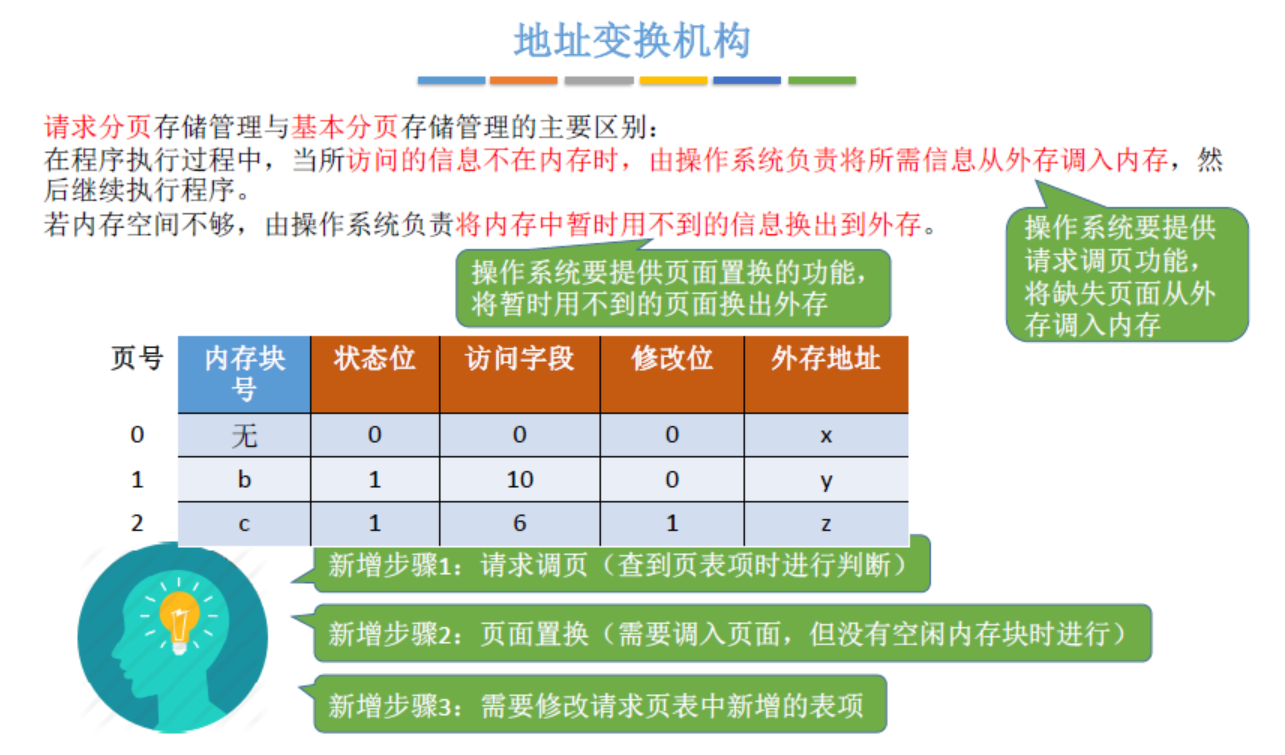 地址变换机构
请求分页存储管理与基本分页存储管理的主要区别：
在程序执行过程中，当所访问的信息不在内存时，由操作系统负责将所需信息从外存调入内存，然
后继续执行程序。
若内存空间不够，由操作系统负责将内存中暂时用不到的信息换出到外存。
操作系统要提供
请求调页功能，
将缺失页面从外
存调入内存
操作系统要提供页面置换的功能，
将暂时用不到的页面换出外存
页号 内存块号 状态位 访问字段 修改位 外存地址
0 无 0 0 0 x
1 b 1 10 0 y
2 c 1 6 1 z
新增步骤1：请求调页（查到页表项时进行判断）
新增步骤2：页面置换（需要调入页面，但没有空闲内存块时进行）
新增步骤3：需要修改请求页表中新增的表项